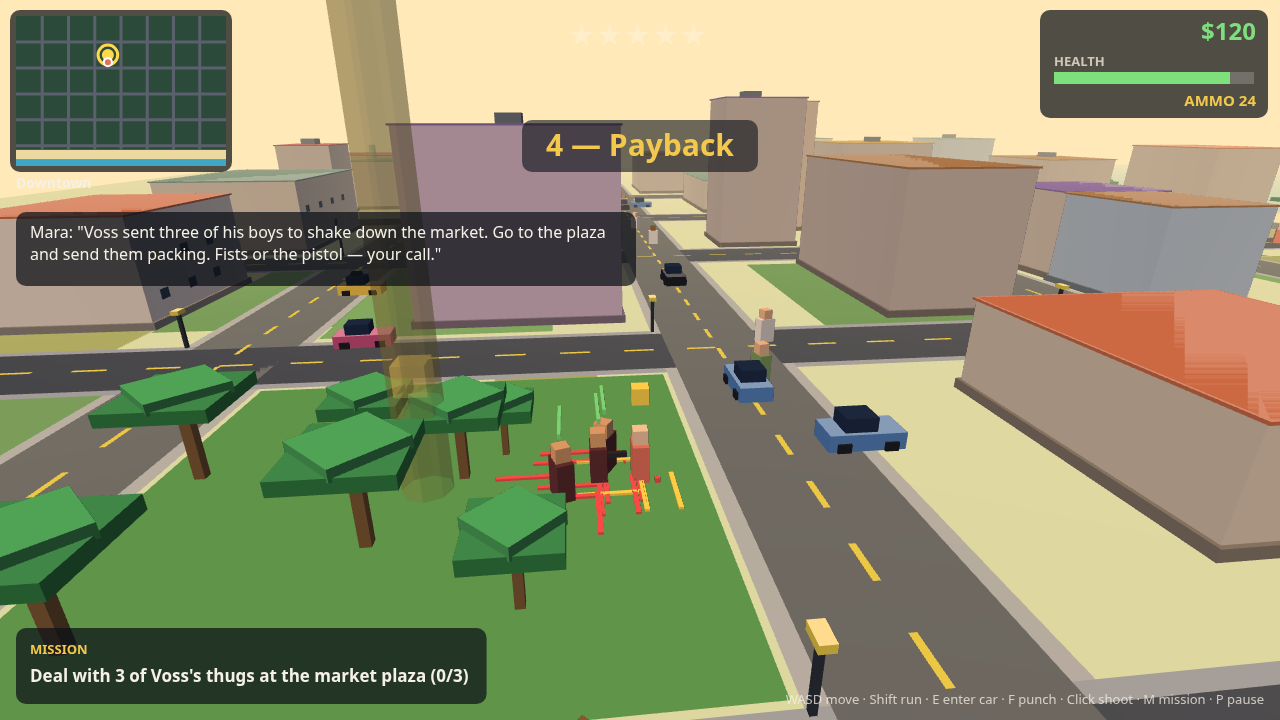 $120
HEALTH
AMMO 24
4 — Payback
Downtown
Mara: "Voss sent three of his boys to shake down the market. Go to the plaza
and send them packing. Fists or the pistol — your call."
MISSION
Deal with 3 of Voss's thugs at the market plaza (0/3)
WASD move · Shift run · E enter car · F punch · Click shoot · M mission · P pause